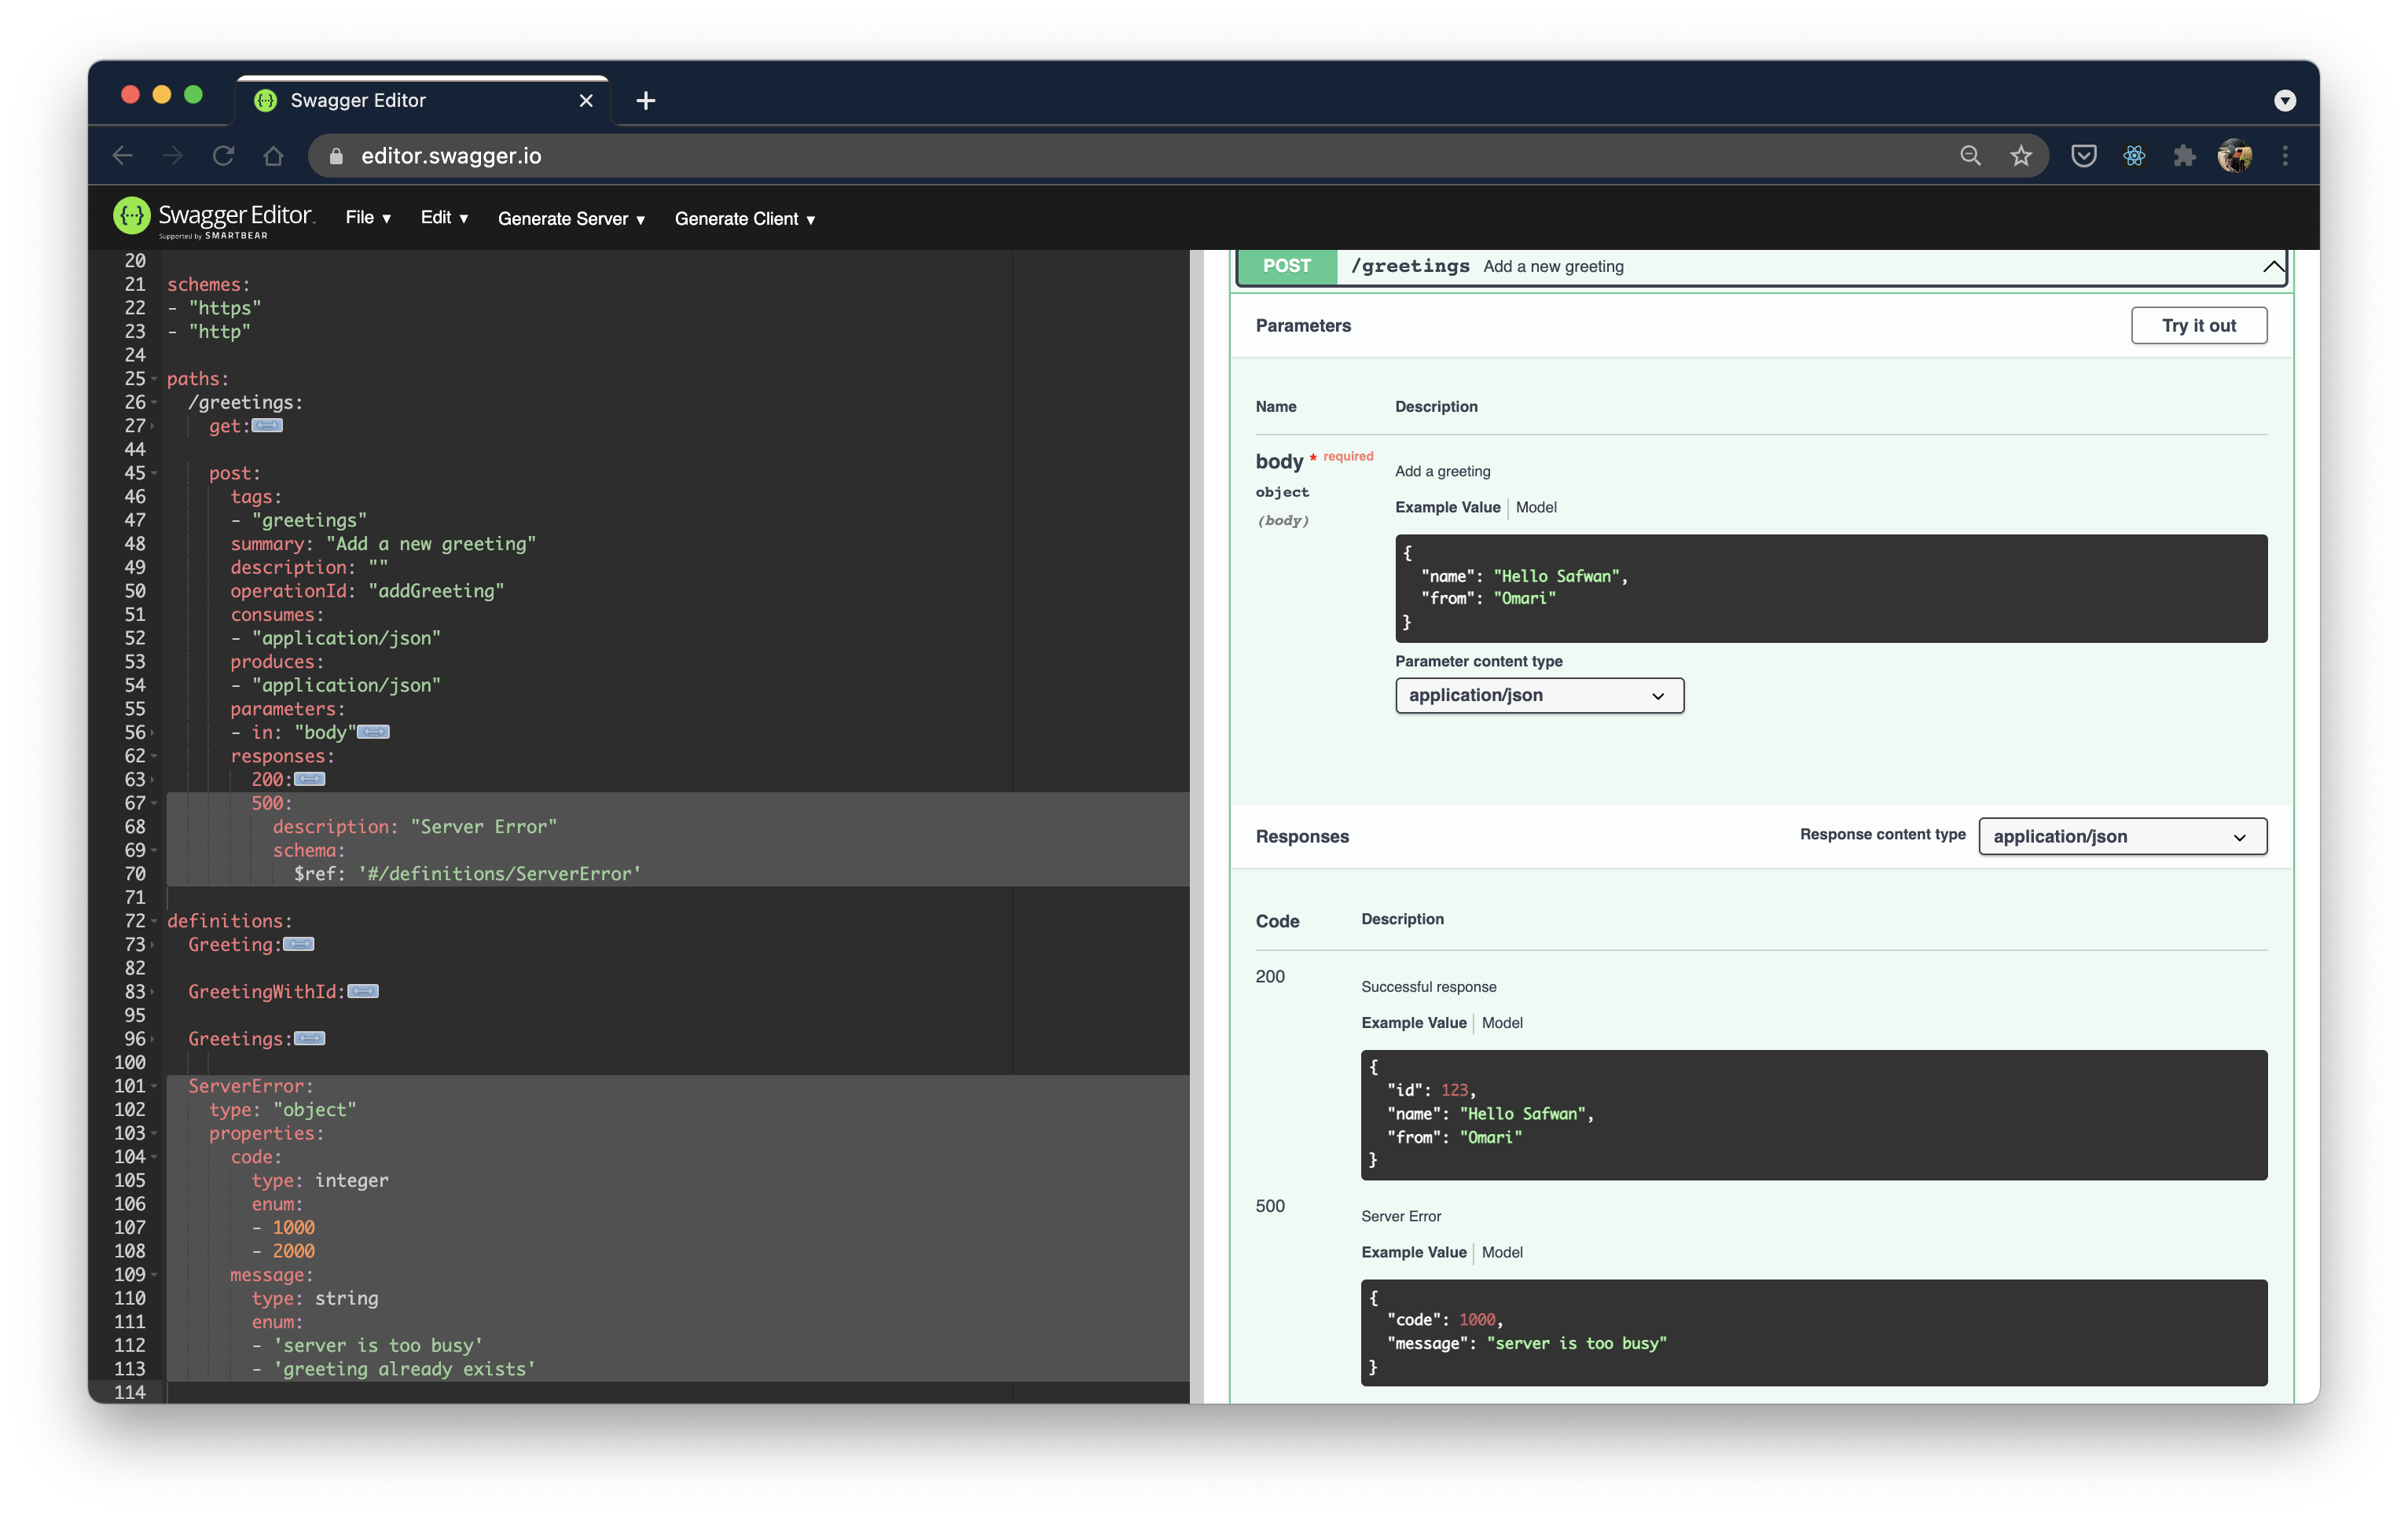 Swagger Editor
editor.swagger.io
Swagger Editor
Supported by SMARTBEAR
File ▾ Edit ▾ Generate Server ▾ Generate Client ▾
20
21 schemes:
22 - "https"
23 - "http"
24
25 paths:
26 /greetings:
27 get:
44
45 post:
46 tags:
47 - "greetings"
48 summary: "Add a new greeting"
49 description: ""
50 operationId: "addGreeting"
51 consumes:
52 - "application/json"
53 produces:
54 - "application/json"
55 parameters:
56 - in: "body"
62 responses:
63 200:
67 500:
68 description: "Server Error"
69 schema:
70 $ref: '#/definitions/ServerError'
71
72 definitions:
73 Greeting:
82
83 GreetingWithId:
95
96 Greetings:
100
101 ServerError:
102 type: "object"
103 properties:
104 code:
105 type: integer
106 enum:
107 - 1000
108 - 2000
109 message:
110 type: string
111 enum:
112 - 'server is too busy'
113 - 'greeting already exists'
114
POST /greetings Add a new greeting
Parameters Try it out
Name Description
body * required Add a greeting
object
(body)
Example Value Model
{
"name": "Hello Safwan",
"from": "Omari"
}
Parameter content type
application/json
Responses Response content type application/json
Code Description
200 Successful response
Example Value Model
{
"id": 123,
"name": "Hello Safwan",
"from": "Omari"
}
500 Server Error
Example Value Model
{
"code": 1000,
"message": "server is too busy"
}